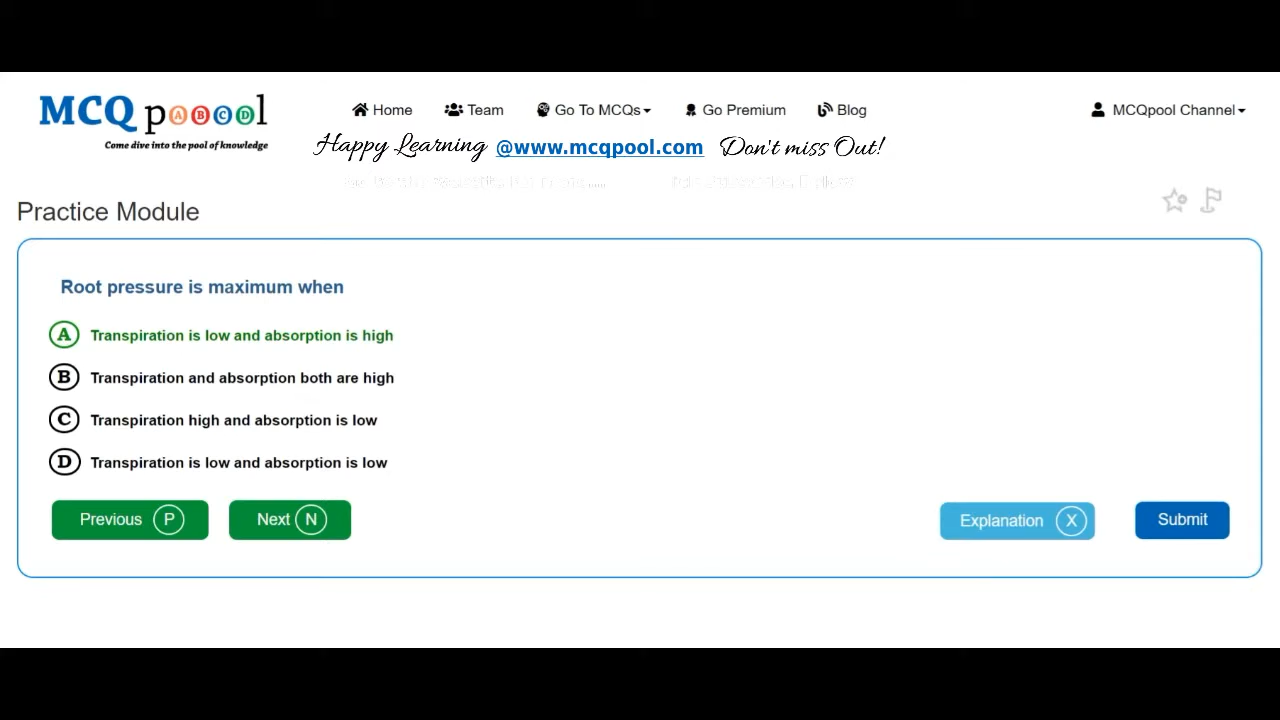 MCQ pooool
Come dive into the pool of knowledge
Home Team Go To MCQs Go Premium Blog MCQpool Channel
Happy Learning @www.mcqpool.com Don't miss Out!
Practice Module
Root pressure is maximum when
A Transpiration is low and absorption is high
B Transpiration and absorption both are high
C Transpiration high and absorption is low
D Transpiration is low and absorption is low
Previous P Next N Explanation X Submit